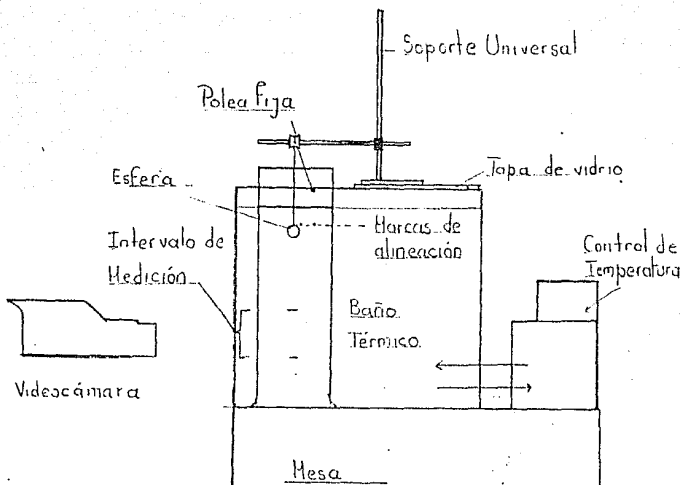 Soporte Universal
Polea Fija
Esfera
Tapa de vidrio
Marcas de
alineación
Intervalo de
Medición
Control de
Temperatura
Baño
Térmico
Videocámara
Mesa